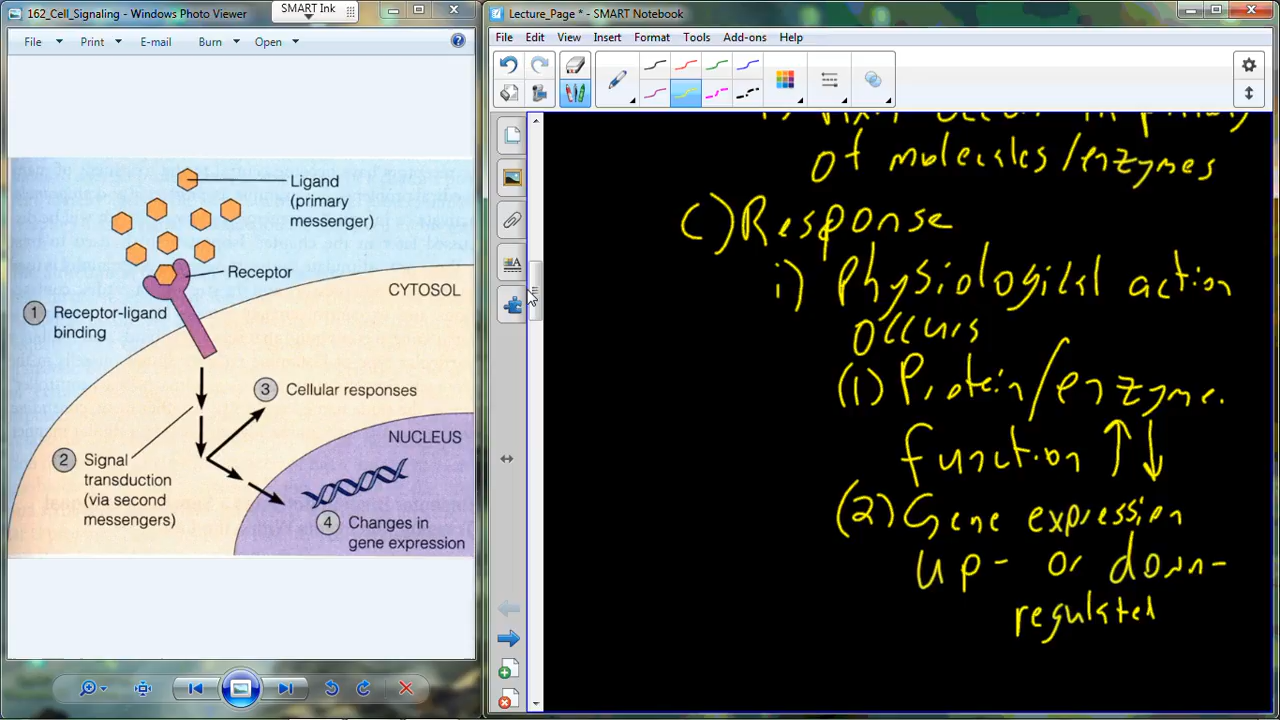 162_Cell_Signaling - Windows Photo Viewer
SMART Ink
File Print E-mail Burn Open
Ligand
(primary
messenger)
Receptor
CYTOSOL
1 Receptor-ligand
binding
3 Cellular responses
NUCLEUS
2 Signal
transduction
(via second
messengers)
4 Changes in
gene expression
Lecture_Page * - SMART Notebook
File Edit View Insert Format Tools Add-ons Help
of molecules/enzymes
c) Response
i) Physiological action
occurs
(1) Protein/enzyme
function ↑↓
(2) Gene expression
up- or down-
regulated